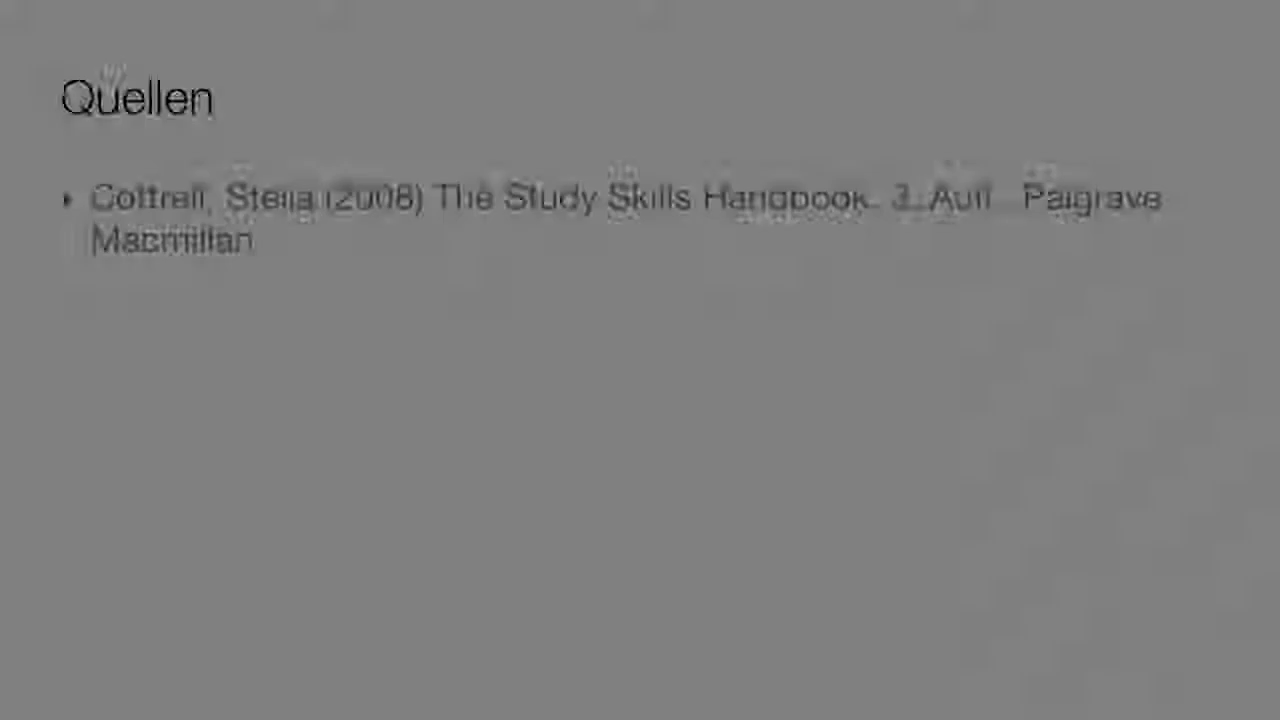 Quellen
• Cottrell, Stella (2008) The Study Skills Handbook. 3. Aufl.. Palgrave
Macmillan